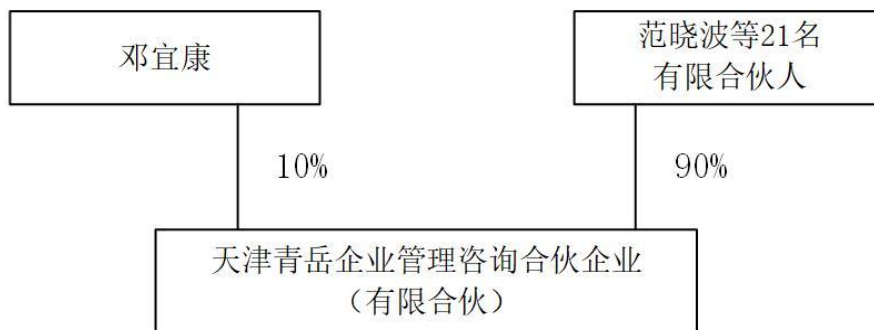 邓宜康
范晓波等21名
有限合伙人
10%
90%
天津青岳企业管理咨询合伙企业
（有限合伙）